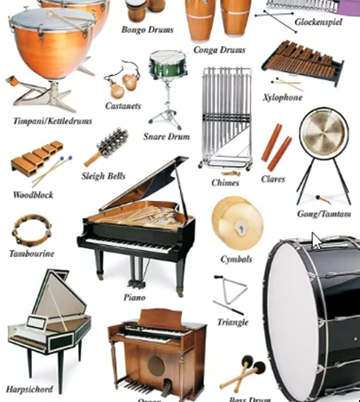 Bongo Drums
Conga Drums
Glockenspiel
Timpani/Kettledrums
Castanets
Snare Drum
Xylophone
Woodblock
Sleigh Bells
Chimes
Claves
Gong/Tamtam
Tambourine
Piano
Cymbals
Triangle
Harpsichord
Organ
Bass Drum